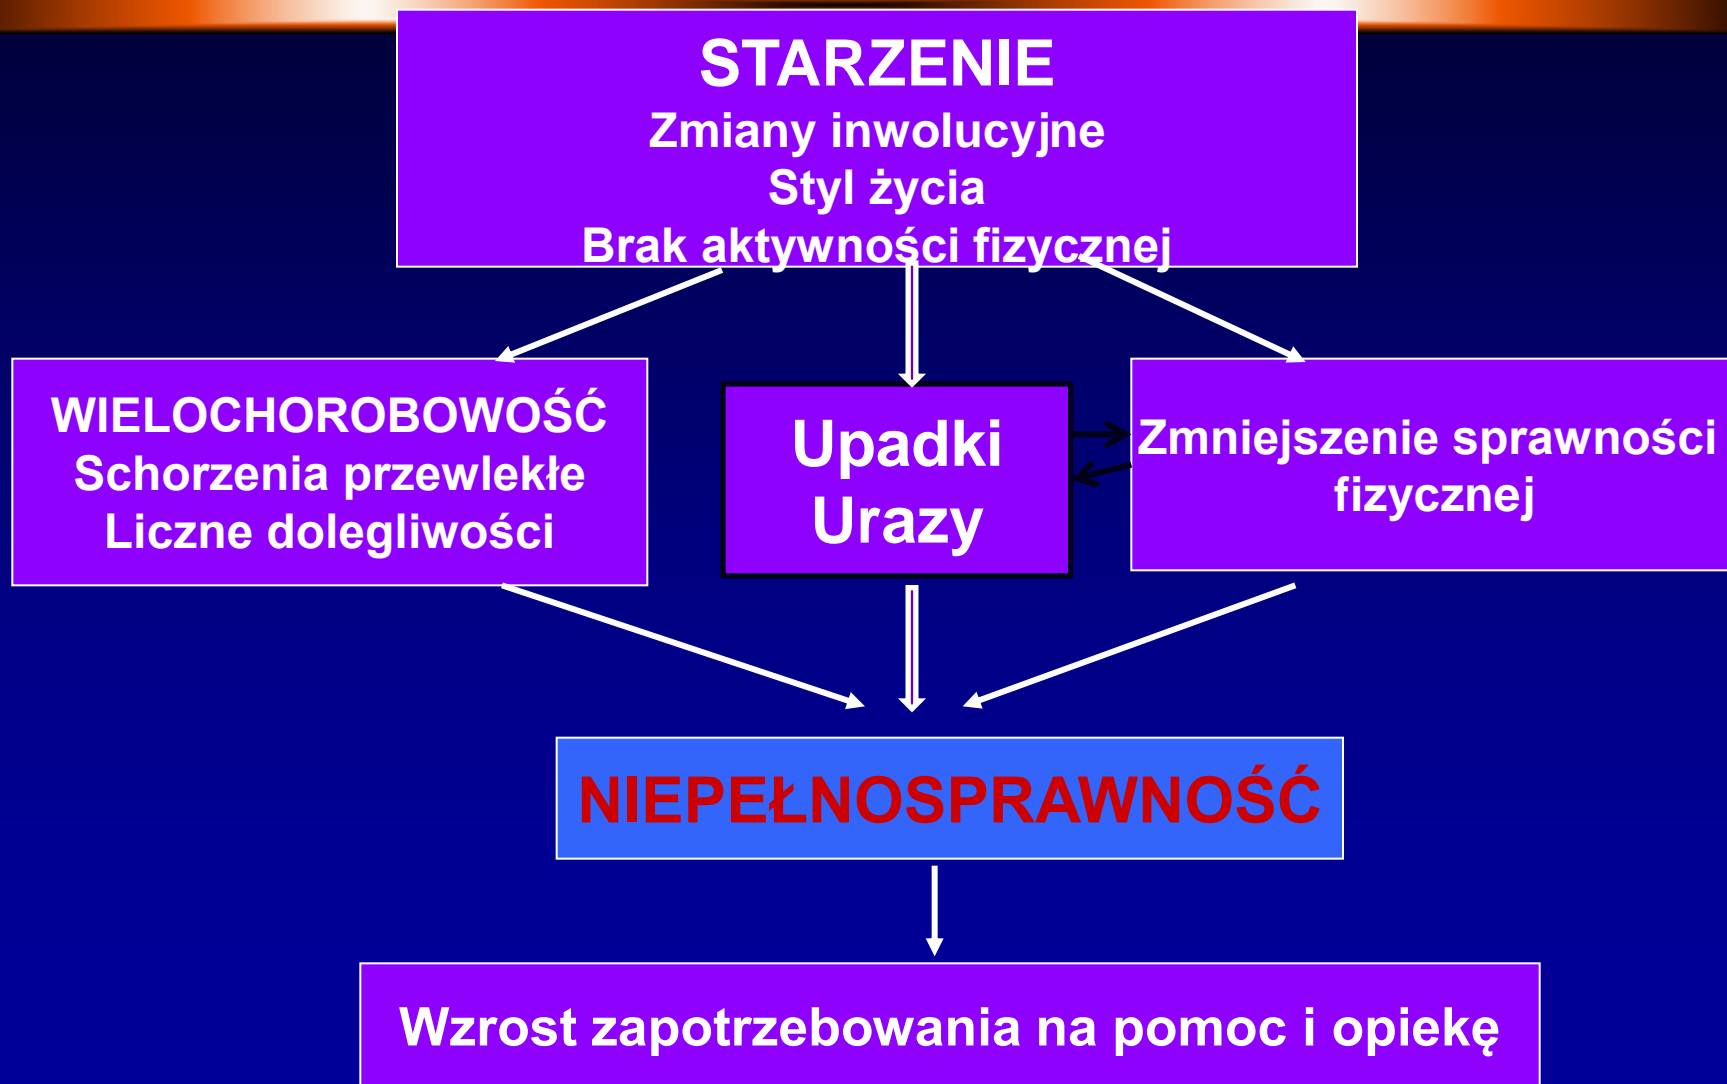 STARZENIE
Zmiany inwolucyjne
Styl życia
Brak aktywności fizycznej
WIELOCHOROBOWOŚĆ
Schorzenia przewlekłe
Liczne dolegliwości
Upadki
Urazy
Zmniejszenie sprawności
fizycznej
NIEPEŁNOSPRAWNOŚĆ
Wzrost zapotrzebowania na pomoc i opiekę